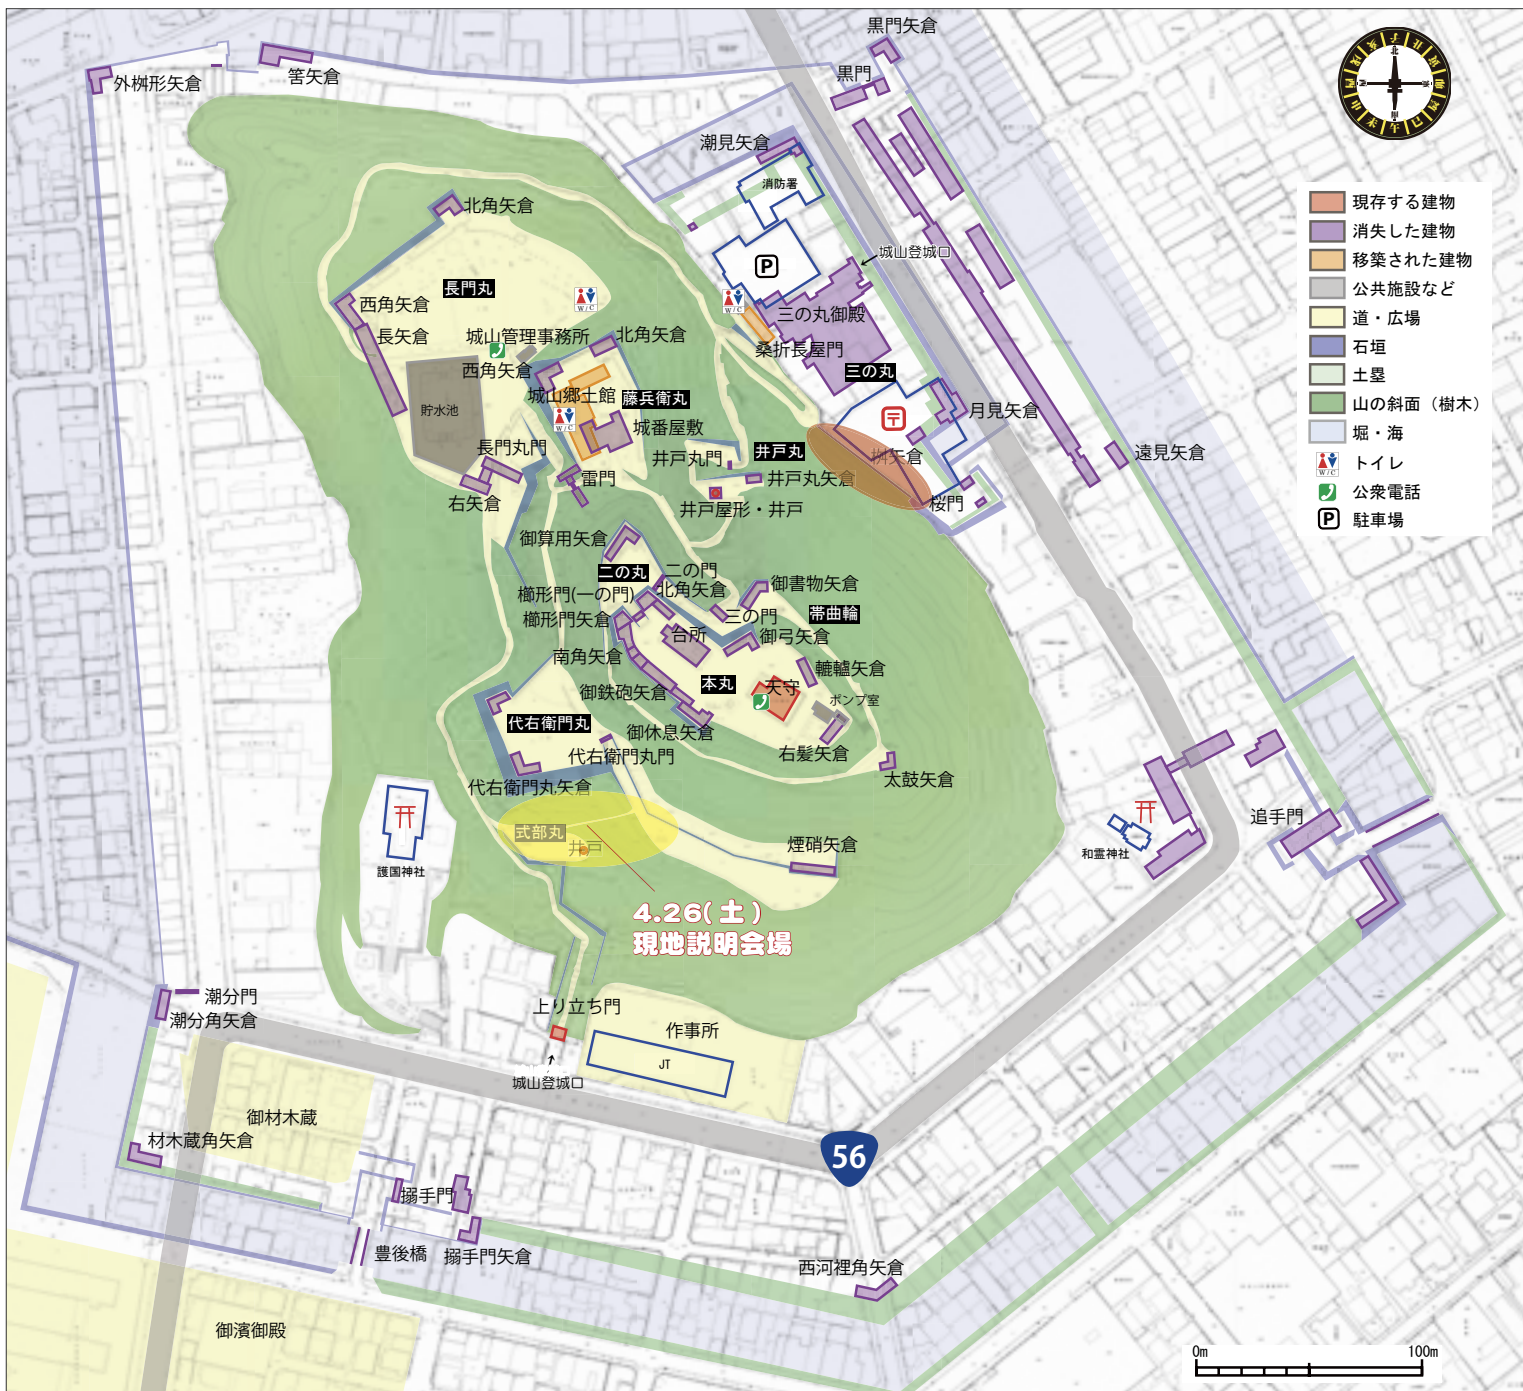 黒門矢倉
外桝形矢倉
筈矢倉
黒門
潮見矢倉
消防署
北角矢倉
城山登城口
P
長門丸
W/C
W/C
西角矢倉
三の丸御殿
長矢倉
城山管理事務所
北角矢倉
桑折長屋門
西角矢倉
三の丸
城山郷土館
藤兵衛丸
貯水池
W/C
城番屋敷
月見矢倉
長門丸門
井戸丸門
井戸丸
桝矢倉
遠見矢倉
右矢倉
雷門
井戸丸矢倉
井戸屋形・井戸
桜門
御算用矢倉
二の丸
二の門
北角矢倉
御書物矢倉
櫛形門(一の門)
三の門
帯曲輪
櫛形門矢倉
台所
御弓矢倉
南角矢倉
轆轤矢倉
御鉄砲矢倉
本丸
天守
ポンプ室
代右衛門丸
御休息矢倉
代右衛門丸門
右髪矢倉
太鼓矢倉
代右衛門丸矢倉
式部丸
井戸
煙硝矢倉
護国神社
和霊神社
追手門
4.26(土)
現地説明会場
潮分門
潮分角矢倉
上り立ち門
作事所
JT
城山登城口
御材木蔵
材木蔵角矢倉
56
搦手門
豊後橋
搦手門矢倉
西河裡角矢倉
御濱御殿
現存する建物
消失した建物
移築された建物
公共施設など
道・広場
石垣
土塁
山の斜面（樹木）
堀・海
W/C トイレ
公衆電話
P 駐車場
0m 100m